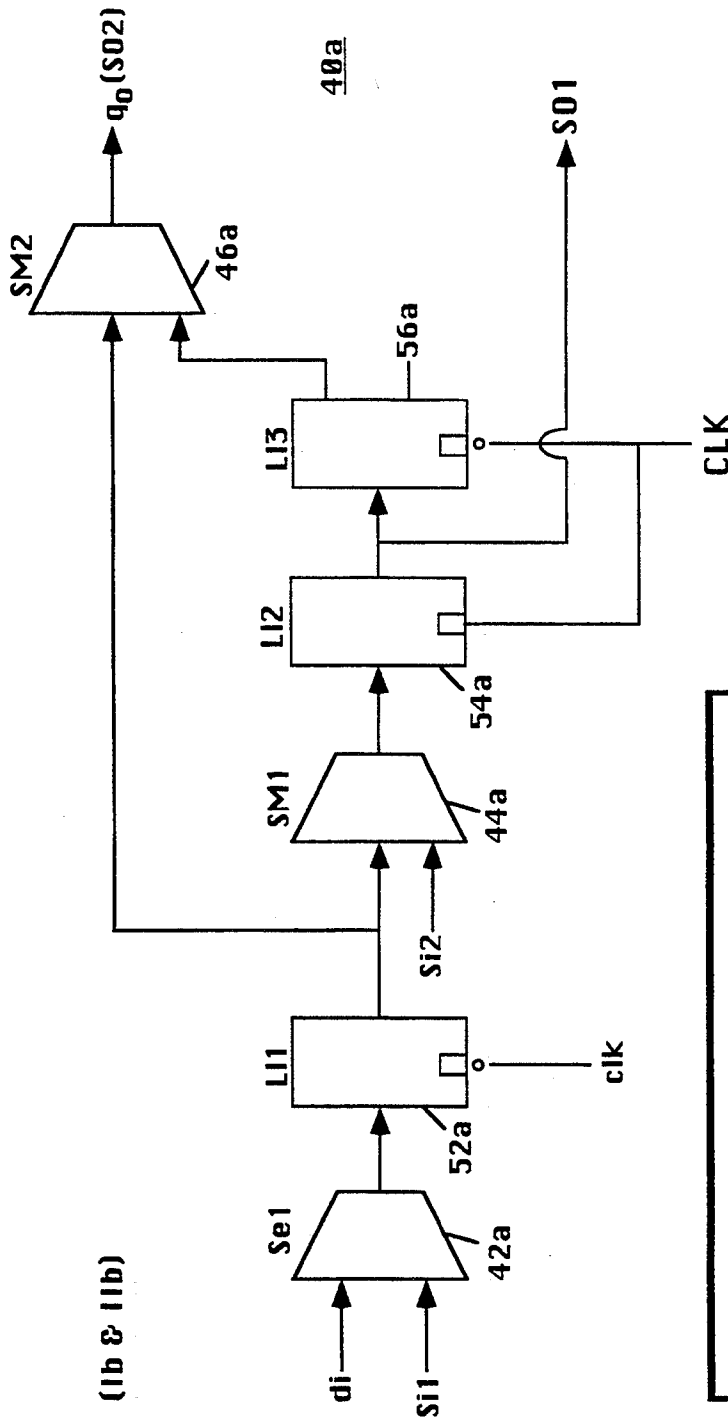 (Ib & IIb)
40a
SM2
q0(SO2)
46a
LI3
56a
SO1
CLK
LI2
54a
SM1
44a
Si2
LI1
52a
clk
Se1
42a
di
Si1